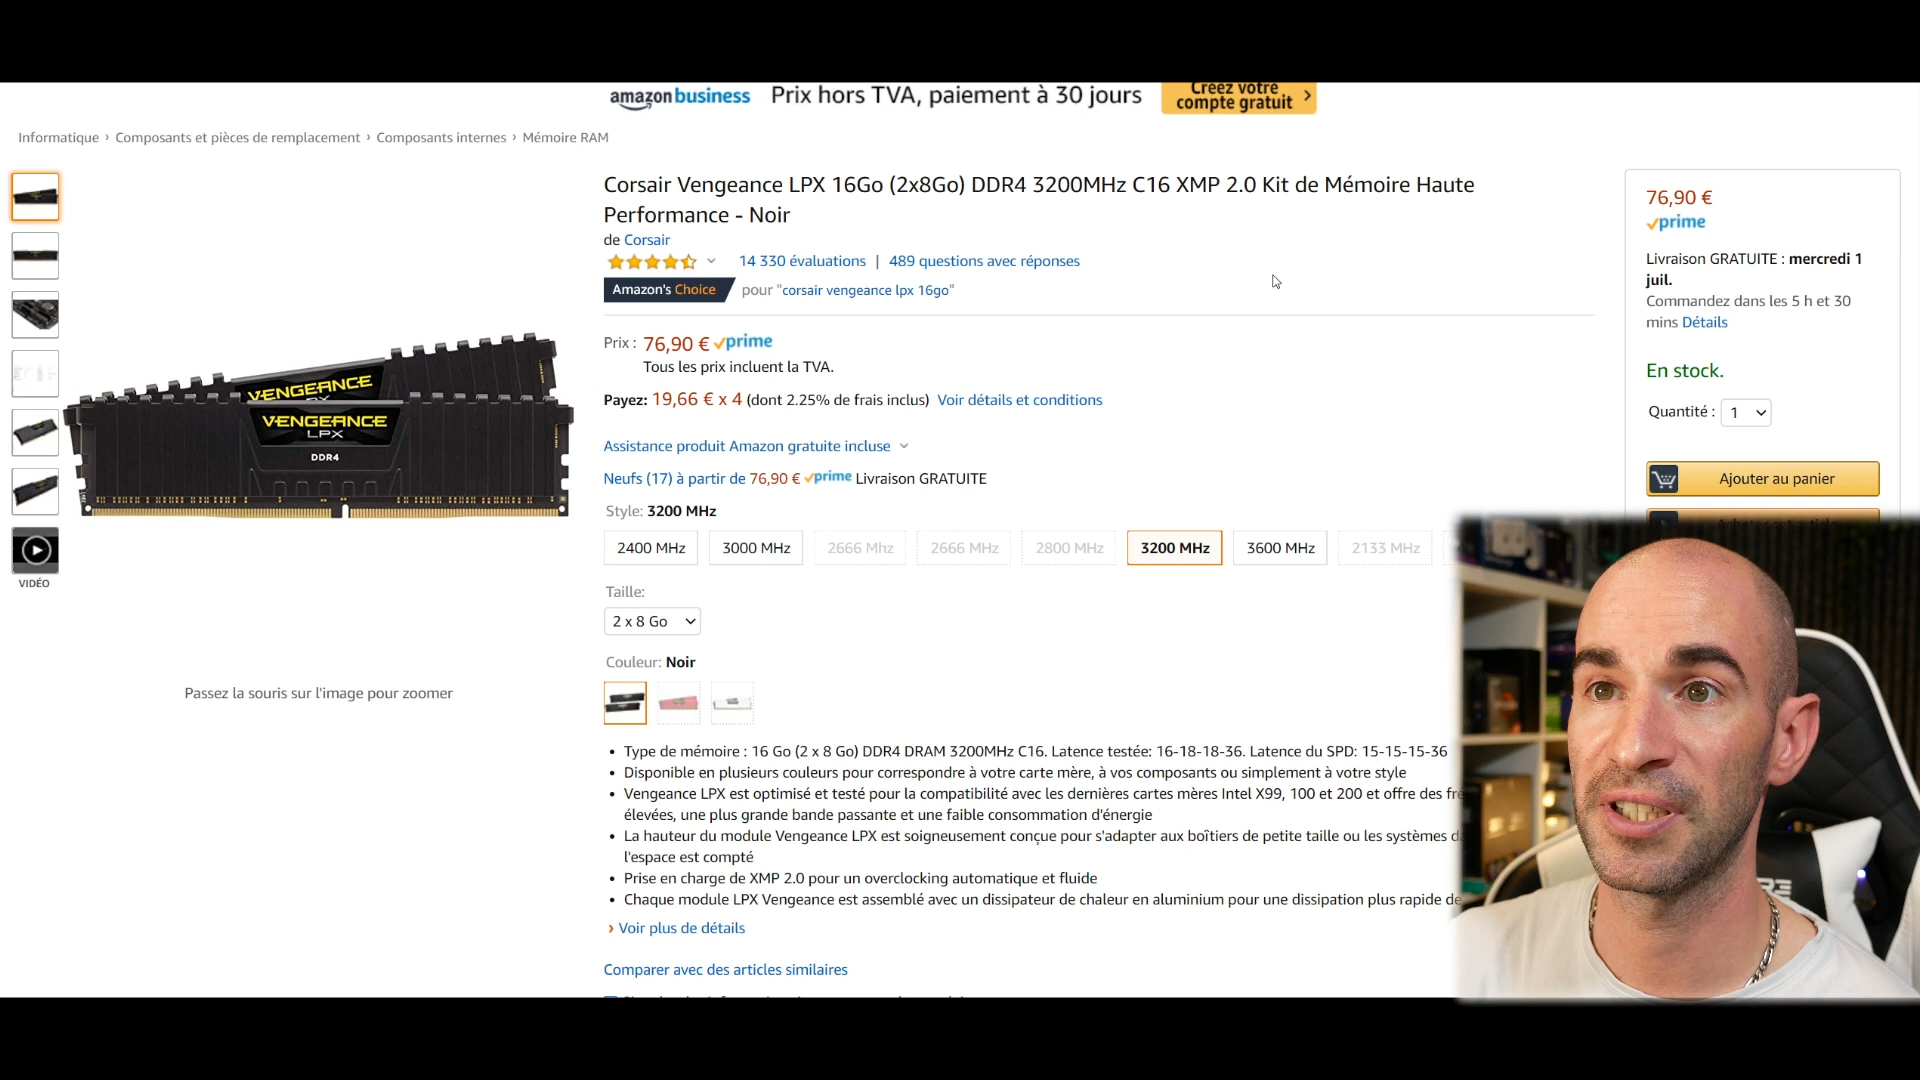 amazon business Prix hors TVA, paiement à 30 jours
Créez votre
compte gratuit
Informatique › Composants et pièces de remplacement › Composants internes › Mémoire RAM
Corsair Vengeance LPX 16Go (2x8Go) DDR4 3200MHz C16 XMP 2.0 Kit de Mémoire Haute
Performance - Noir
de Corsair
14 330 évaluations | 489 questions avec réponses
Amazon's Choice pour "corsair vengeance lpx 16go"
Prix : 76,90 € prime
Tous les prix incluent la TVA.
Payez: 19,66 € x 4 (dont 2.25% de frais inclus) Voir détails et conditions
Assistance produit Amazon gratuite incluse
Neufs (17) à partir de 76,90 € prime Livraison GRATUITE
Style: 3200 MHz
2400 MHz 3000 MHz 2666 Mhz 2666 MHz 2800 MHz 3200 MHz 3600 MHz 2133 MHz
Taille:
2 x 8 Go
Couleur: Noir
• Type de mémoire : 16 Go (2 x 8 Go) DDR4 DRAM 3200MHz C16. Latence testée: 16-18-18-36. Latence du SPD: 15-15-15-36
• Disponible en plusieurs couleurs pour correspondre à votre carte mère, à vos composants ou simplement à votre style
• Vengeance LPX est optimisé et testé pour la compatibilité avec les dernières cartes mères Intel X99, 100 et 200 et offre des
élevées, une plus grande bande passante et une faible consommation d'énergie
• La hauteur du module Vengeance LPX est soigneusement conçue pour s'adapter aux boîtiers de petite taille ou les systèmes
l'espace est compté
• Prise en charge de XMP 2.0 pour un overclocking automatique et fluide
• Chaque module LPX Vengeance est assemblé avec un dissipateur de chaleur en aluminium pour une dissipation plus rapide de
› Voir plus de détails
Comparer avec des articles similaires
VENGEANCE
VENGEANCE
LPX
DDR4
VIDÉO
Passez la souris sur l'image pour zoomer
76,90 €
prime
Livraison GRATUITE : mercredi 1
juil.
Commandez dans les 5 h et 30
mins Détails
En stock.
Quantité : 1
Ajouter au panier